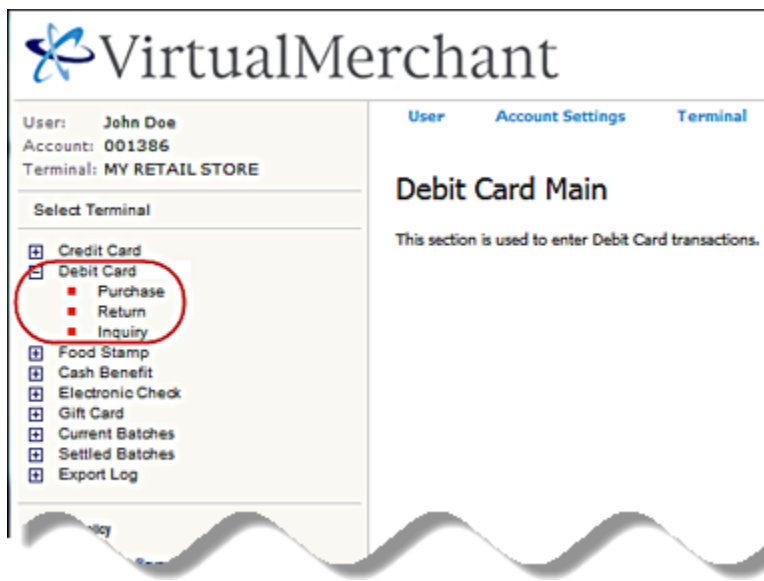 VirtualMerchant
User: John Doe
Account: 001386
Terminal: MY RETAIL STORE
Select Terminal
Credit Card
Debit Card
Purchase
Return
Inquiry
Food Stamp
Cash Benefit
Electronic Check
Gift Card
Current Batches
Settled Batches
Export Log
User Account Settings Terminal
Debit Card Main
This section is used to enter Debit Card transactions.